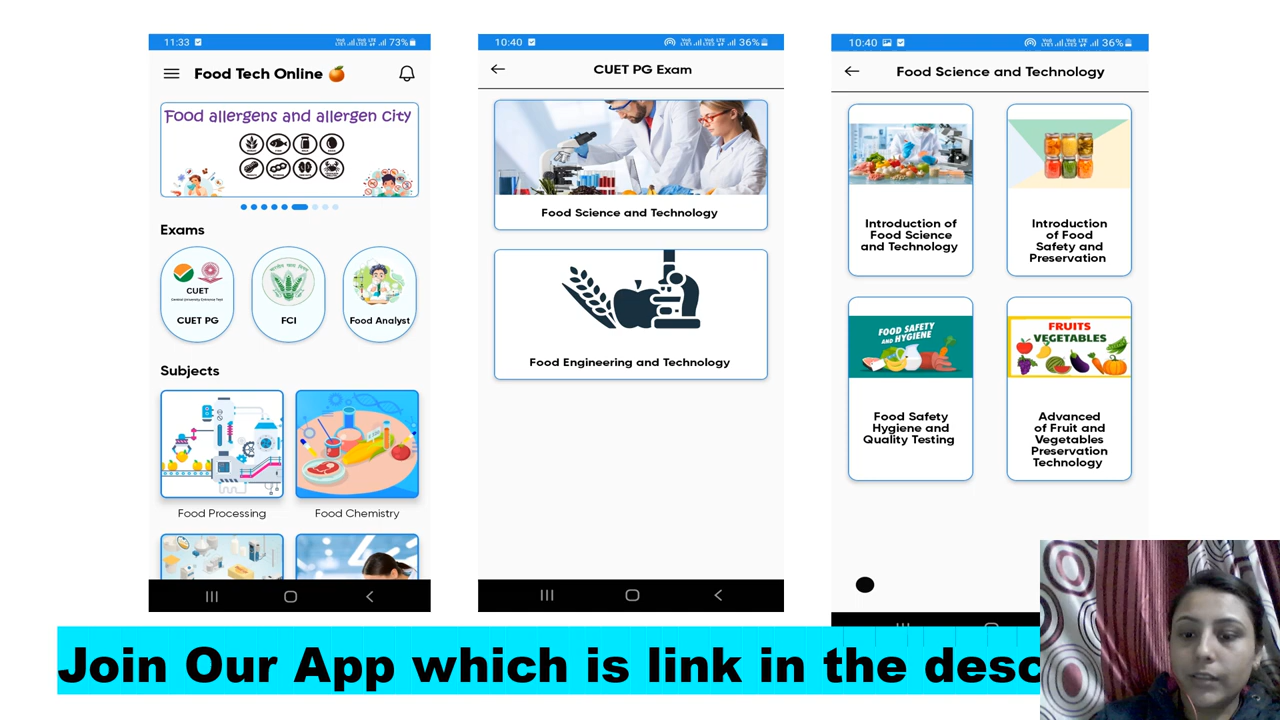 11:33
73%
Food Tech Online
Food allergens and allergen city
Exams
CUET
CUET PG
FCI
Food Analyst
Subjects
Food Processing
Food Chemistry
10:40
36%
CUET PG Exam
Food Science and Technology
Food Engineering and Technology
10:40
36%
Food Science and Technology
Introduction of
Food Science
and Technology
Introduction
of Food
Safety and
Preservation
FOOD SAFETY
AND HYGIENE
Food Safety
Hygiene and
Quality Testing
FRUITS
VEGETABLES
Advanced
of Fruit and
Vegetables
Preservation
Technology
Join Our App which is link in the desc